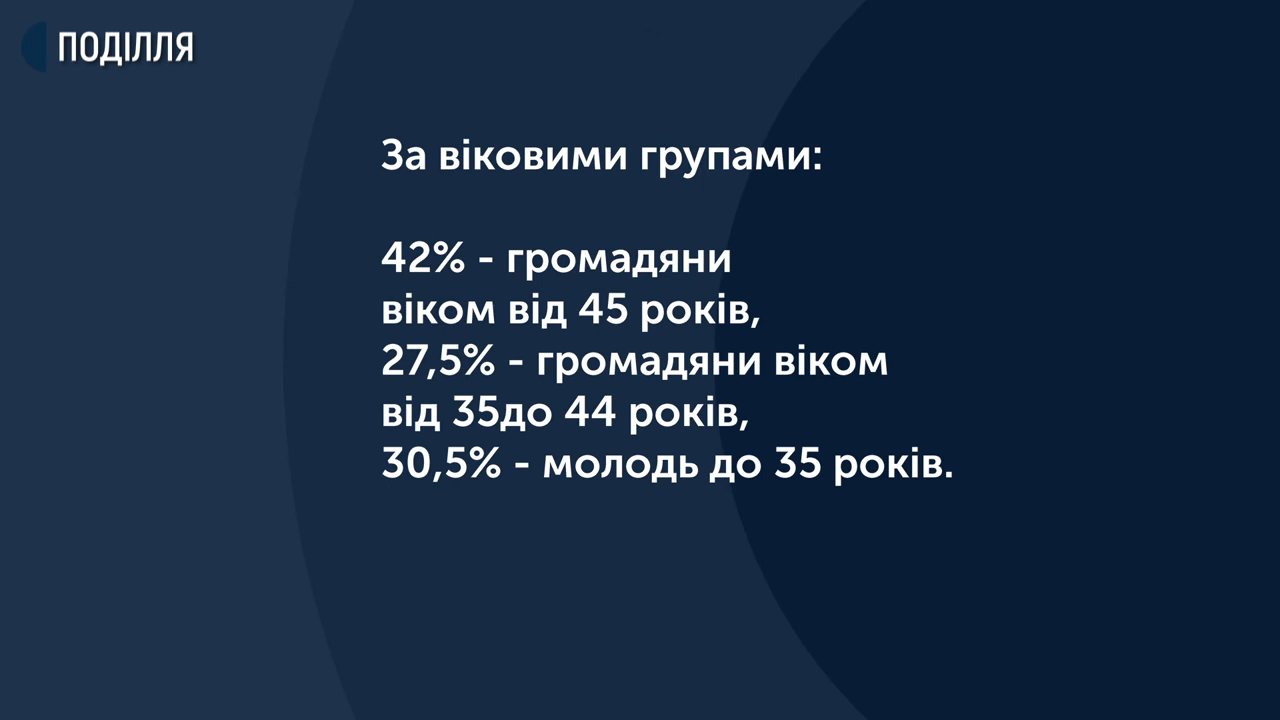 ПОДІЛЛЯ
За віковими групами:
42% - громадяни
віком від 45 років,
27,5% - громадяни віком
від 35до 44 років,
30,5% - молодь до 35 років.